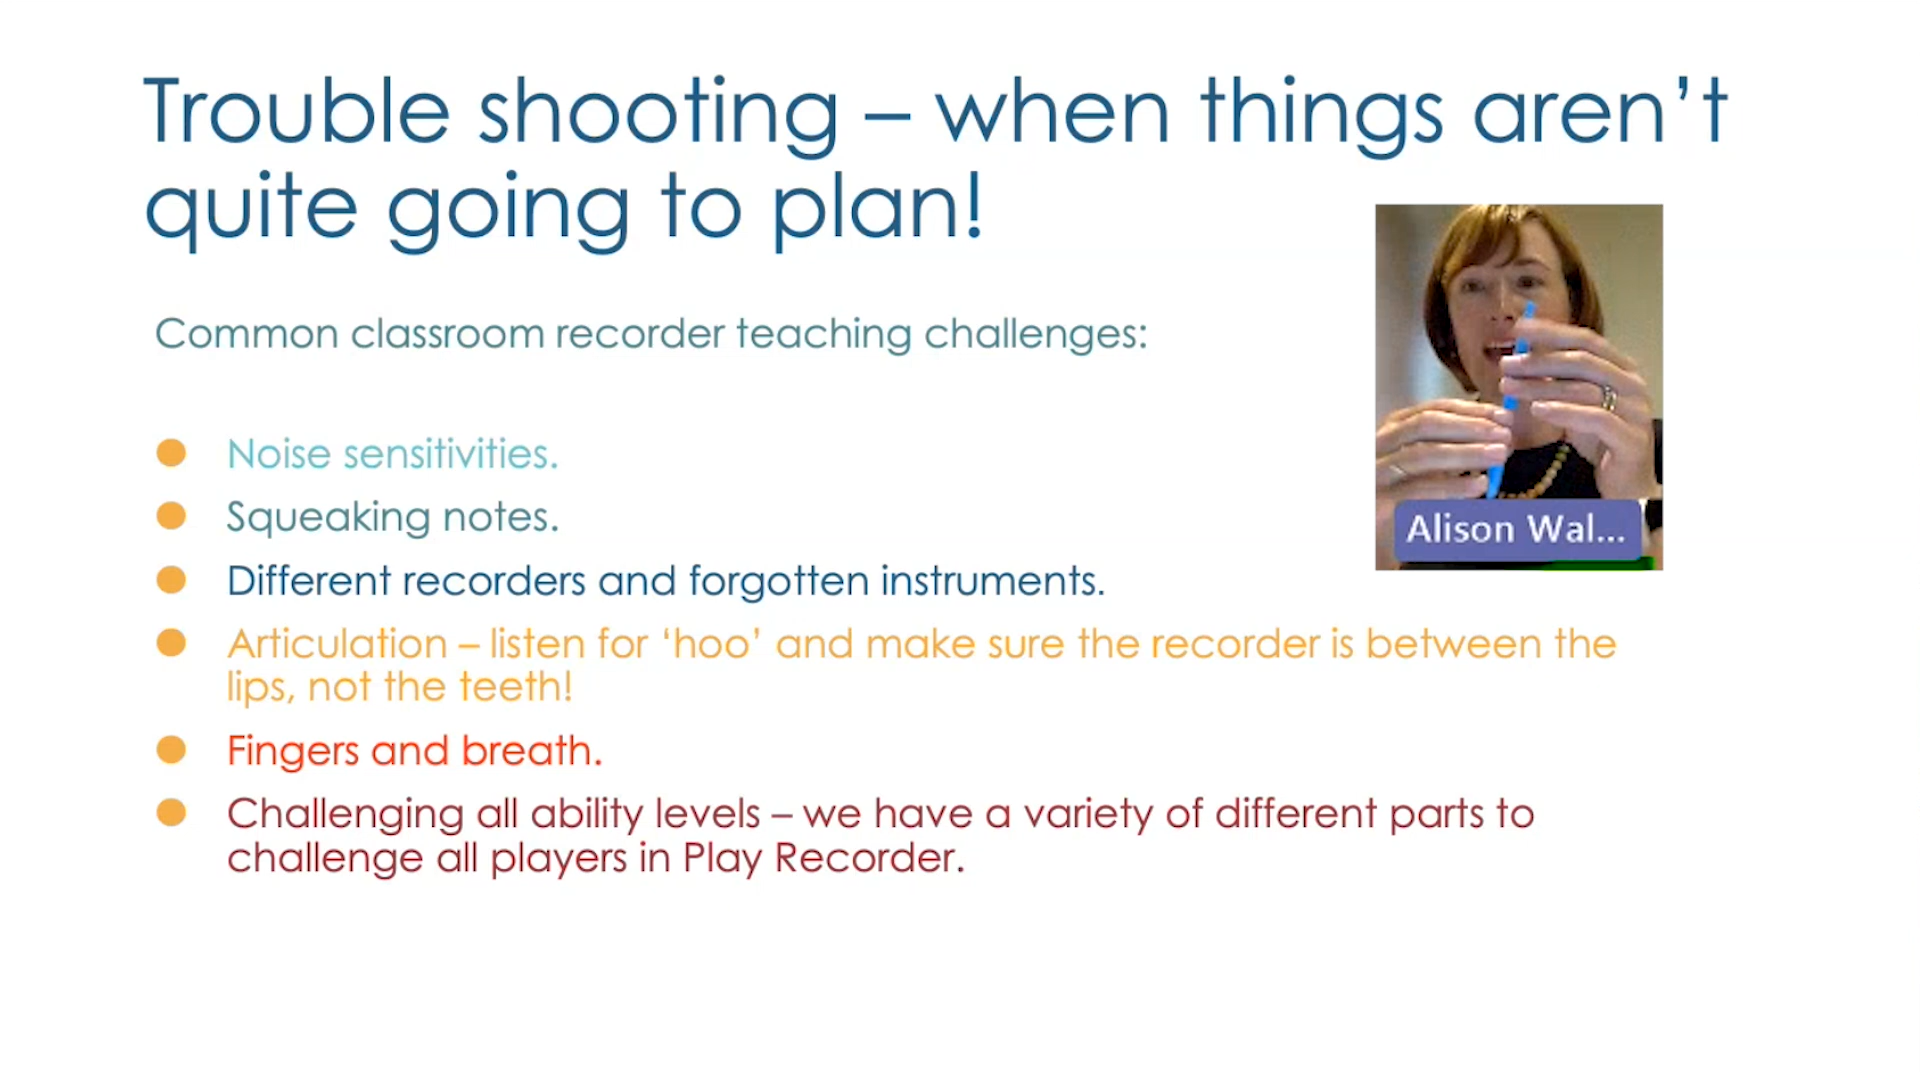 Trouble shooting – when things aren’t
quite going to plan!
Common classroom recorder teaching challenges:
Noise sensitivities.
Squeaking notes.
Different recorders and forgotten instruments.
Articulation – listen for ‘hoo’ and make sure the recorder is between the
lips, not the teeth!
Fingers and breath.
Challenging all ability levels – we have a variety of different parts to
challenge all players in Play Recorder.
Alison Wal...